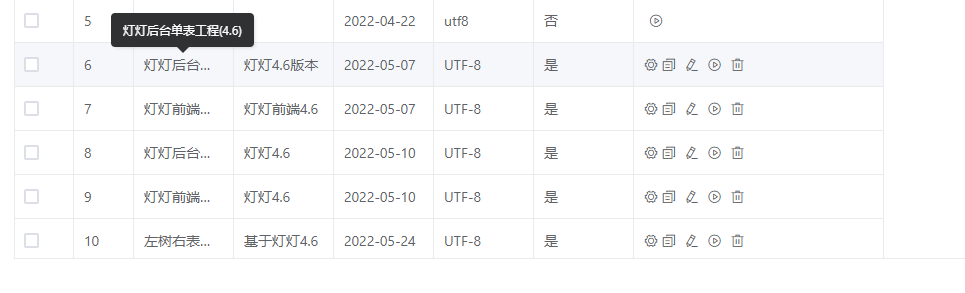 5 2022-04-22 utf8 否
灯灯后台单表工程(4.6)
6 灯灯后台... 灯灯4.6版本 2022-05-07 UTF-8 是
7 灯灯前端... 灯灯前端4.6 2022-05-07 UTF-8 是
8 灯灯后台... 灯灯4.6 2022-05-10 UTF-8 是
9 灯灯前端... 灯灯4.6 2022-05-10 UTF-8 是
10 左树右表... 基于灯灯4.6 2022-05-24 UTF-8 是